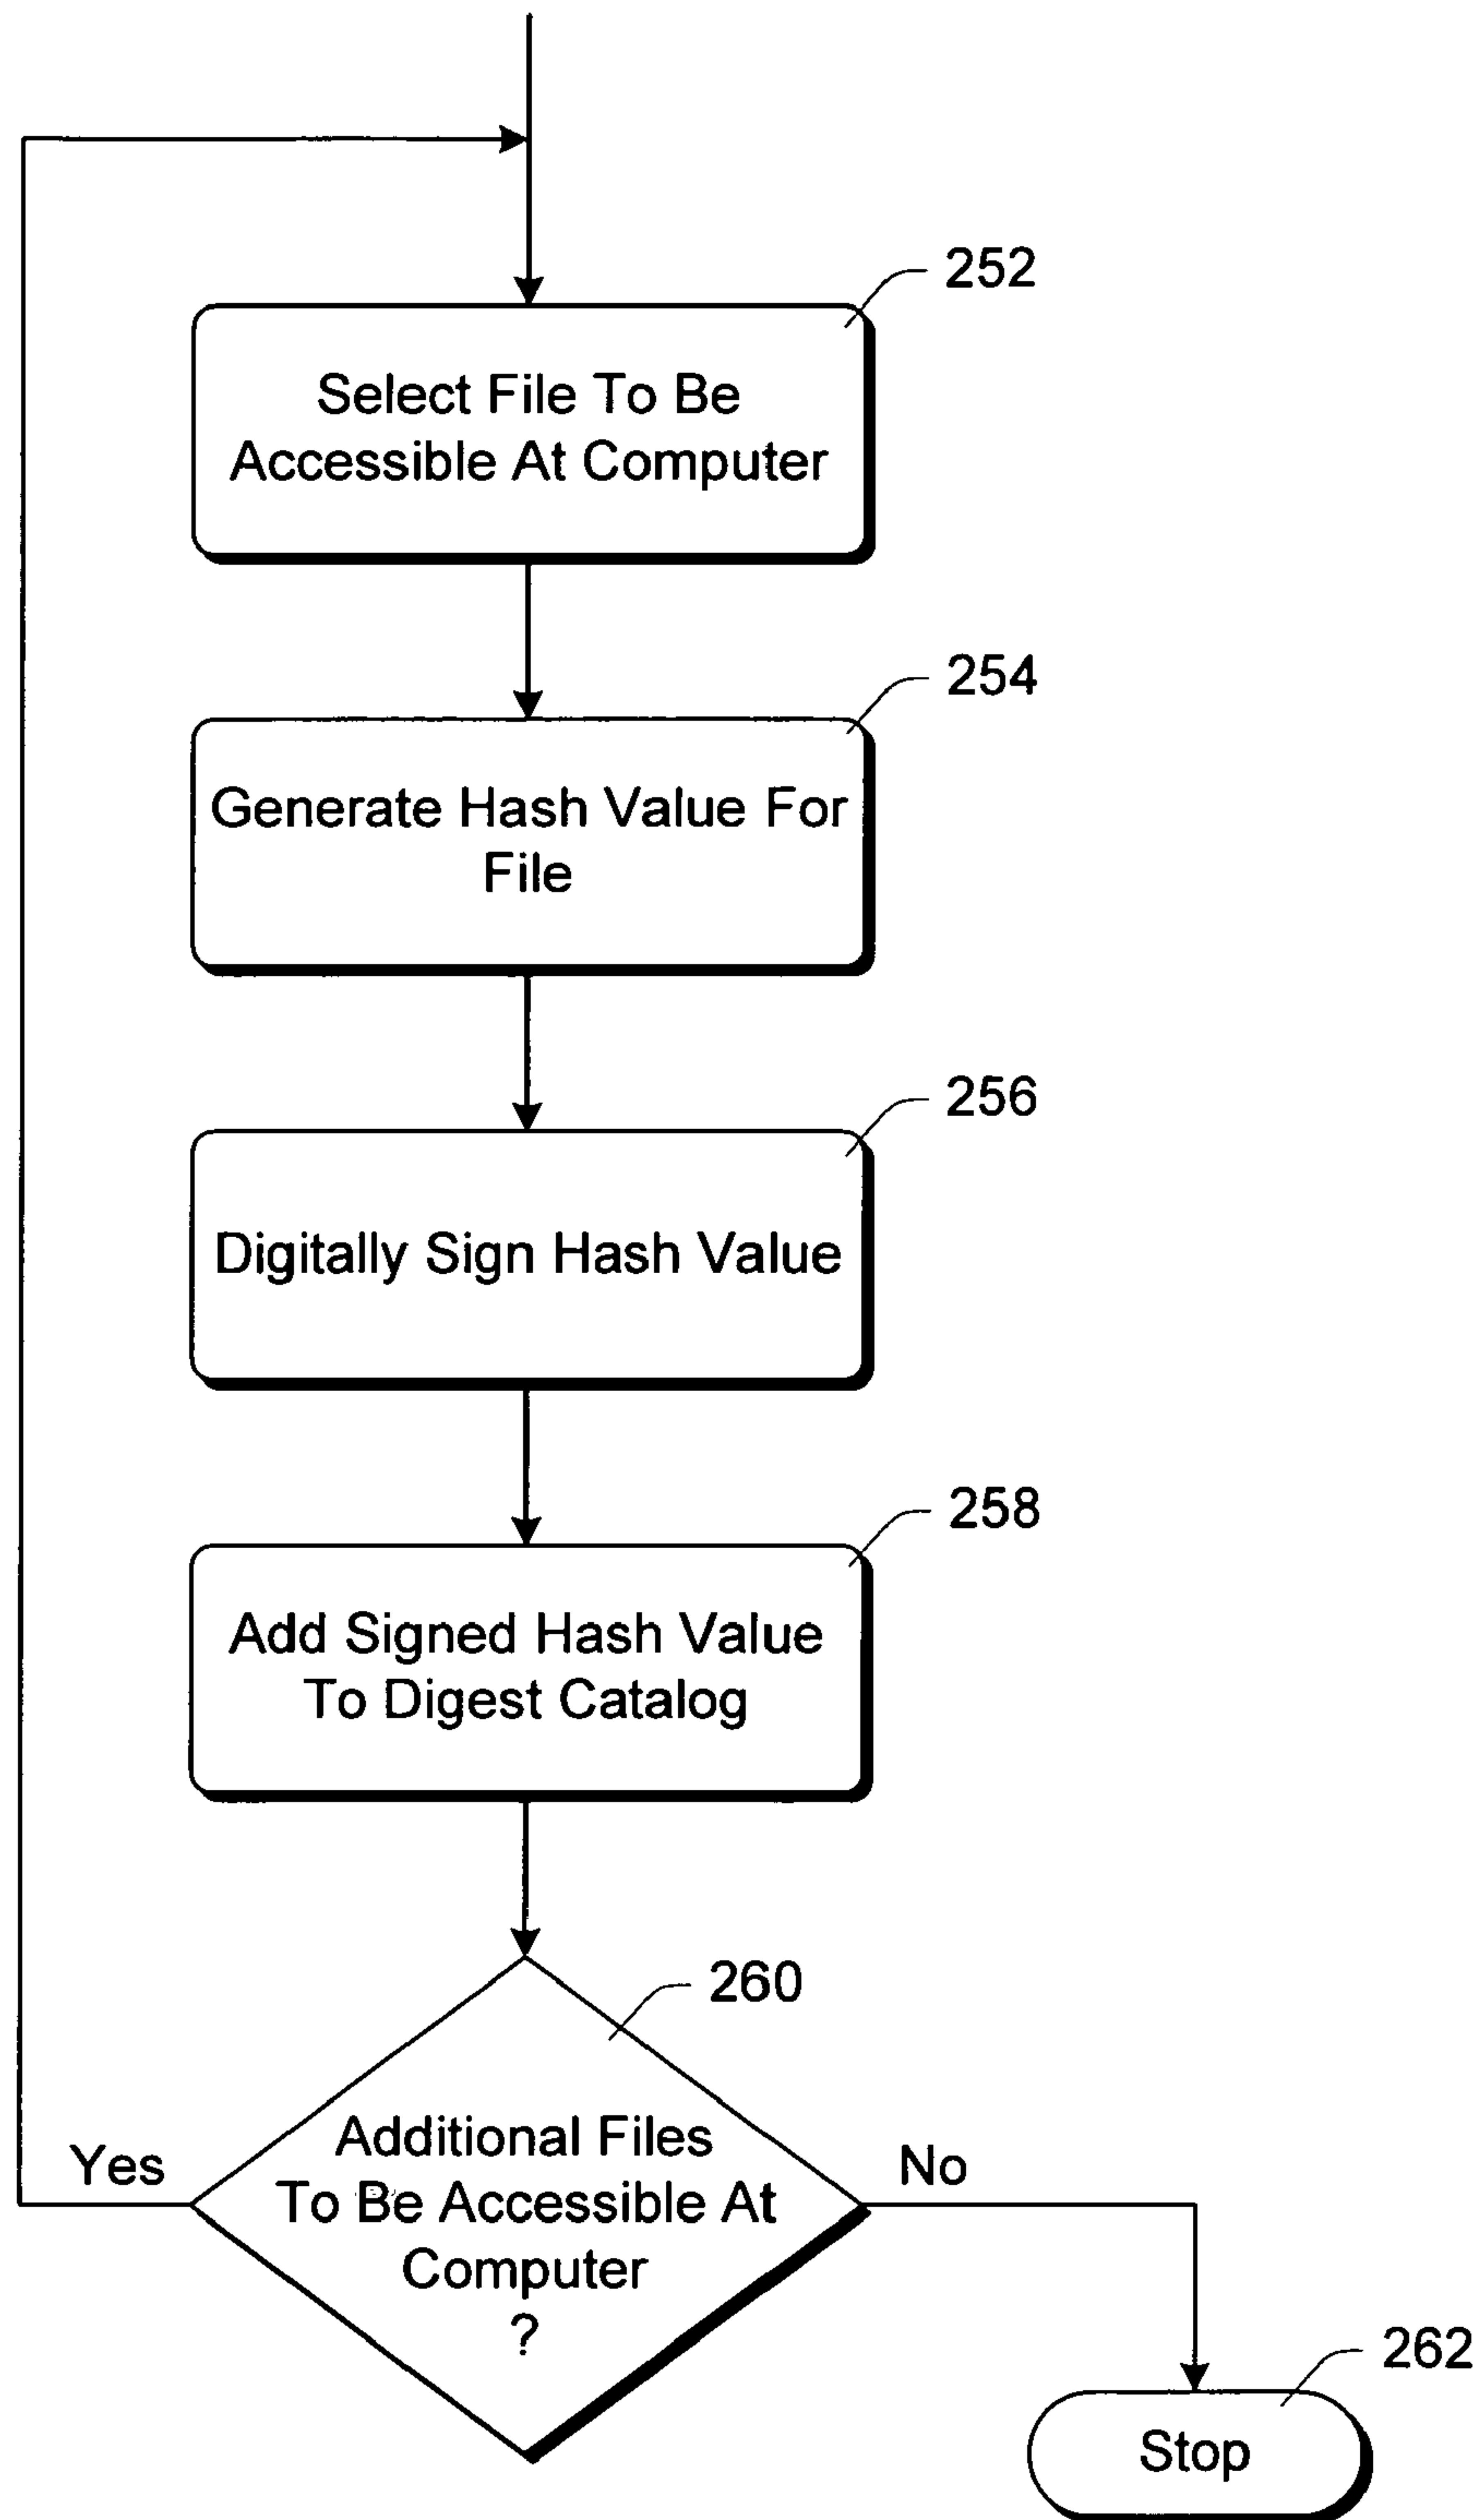 252
Select File To Be
Accessible At Computer
254
Generate Hash Value For
File
256
Digitally Sign Hash Value
258
Add Signed Hash Value
To Digest Catalog
260
Additional Files
To Be Accessible At
Computer
?
Yes
No
262
Stop